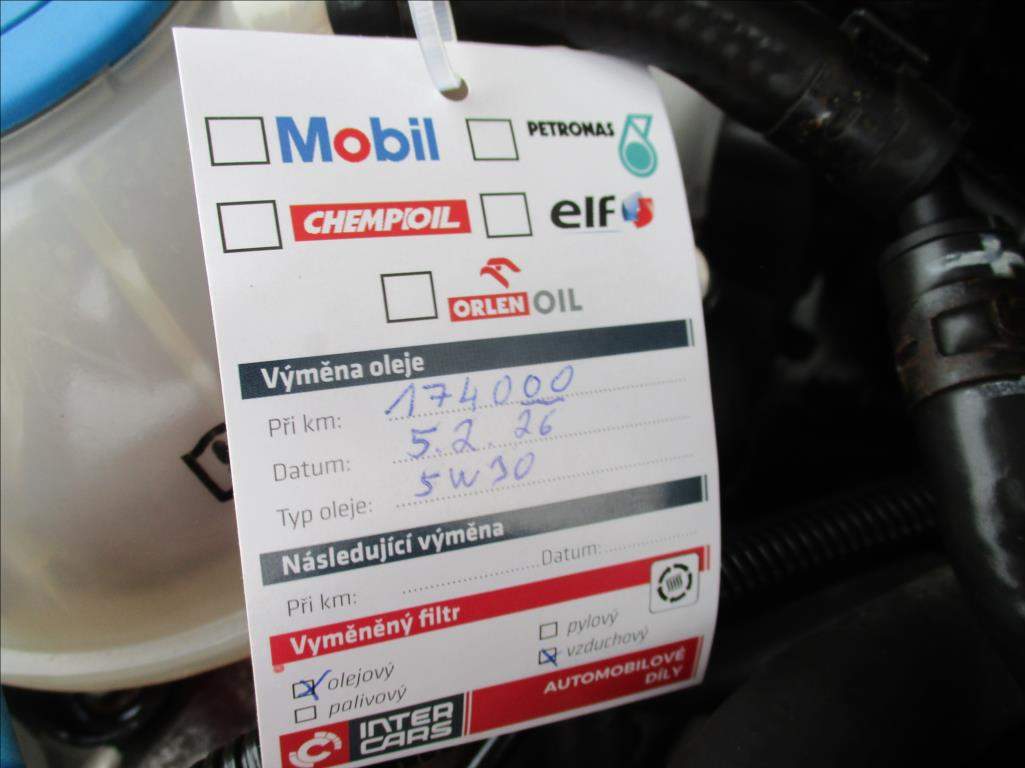 Mobil PETRONAS
CHEMPIOIL elf
ORLEN OIL
Výměna oleje
Při km: 174000
Datum: 5.2.26
Typ oleje: 5W30
Následující výměna
Při km: Datum:
Vyměněný filtr
olejový pylový
palivový vzduchový
INTER CARS AUTOMOBILOVÉ
DÍLY